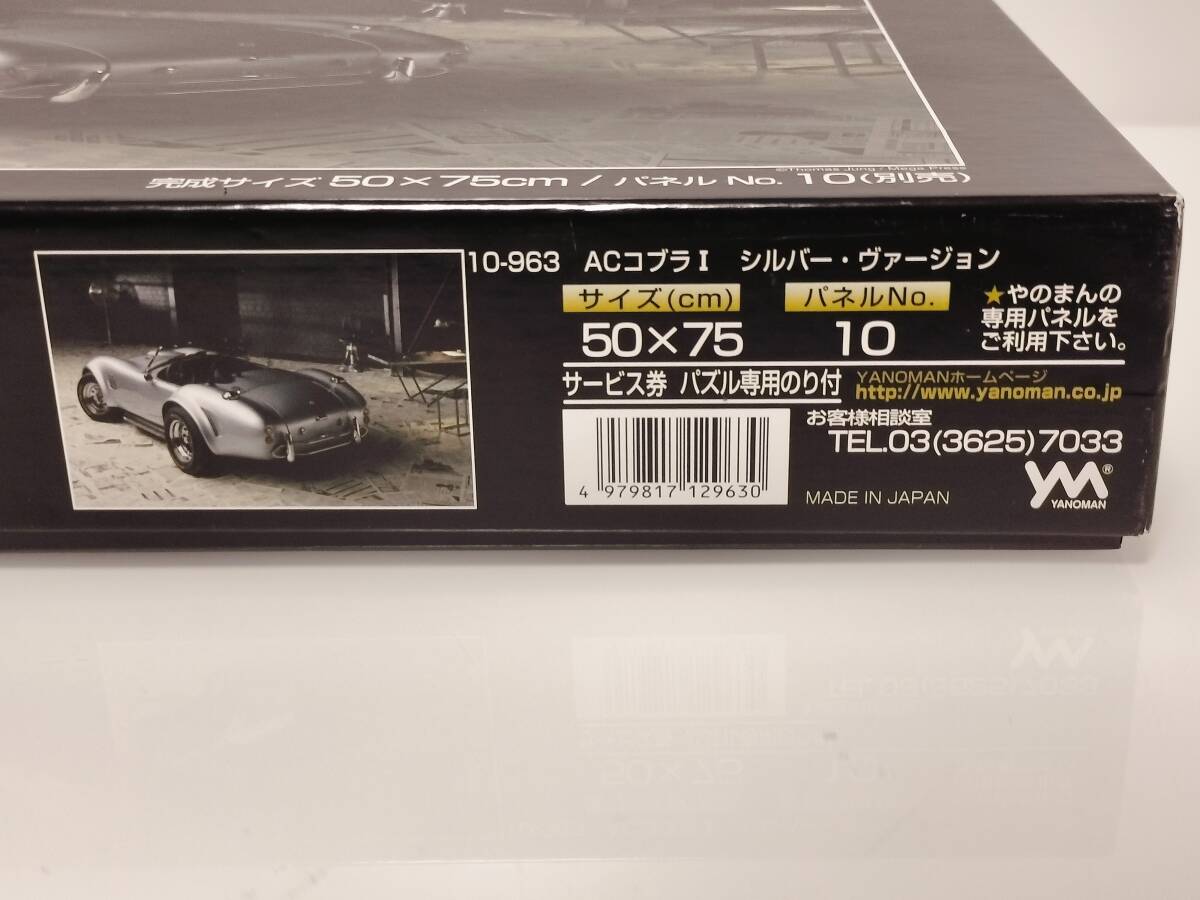 ©Thomas Jung / Mega Press
完成サイズ 50×75cm / パネル No. 10(別売)
10-963 ACコブラI シルバー・ヴァージョン
サイズ(cm) パネルNo.
50×75 10
★やのまんの
専用パネルを
ご利用下さい。
サービス券 パズル専用のり付
YANOMANホームページ
http://www.yanoman.co.jp
お客様相談室
TEL.03(3625)7033
4 979817 129630
MADE IN JAPAN
YM®
YANOMAN